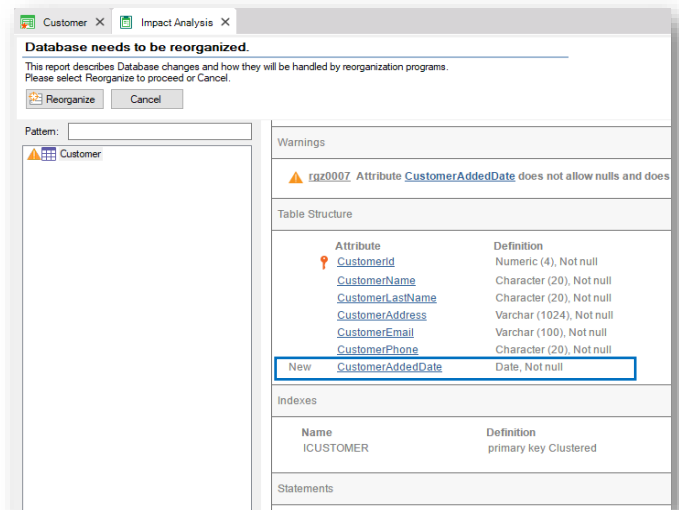 Customer Impact Analysis
Database needs to be reorganized.
This report describes Database changes and how they will be handled by reorganization programs.
Please select Reorganize to proceed or Cancel.
Reorganize Cancel
Pattern:
Customer
Warnings
rgz0007 Attribute CustomerAddedDate does not allow nulls and does
Table Structure
Attribute Definition
CustomerId Numeric (4), Not null
CustomerName Character (20), Not null
CustomerLastName Character (20), Not null
CustomerAddress Varchar (1024), Not null
CustomerEmail Varchar (100), Not null
CustomerPhone Character (20), Not null
New CustomerAddedDate Date, Not null
Indexes
Name Definition
ICUSTOMER primary key Clustered
Statements